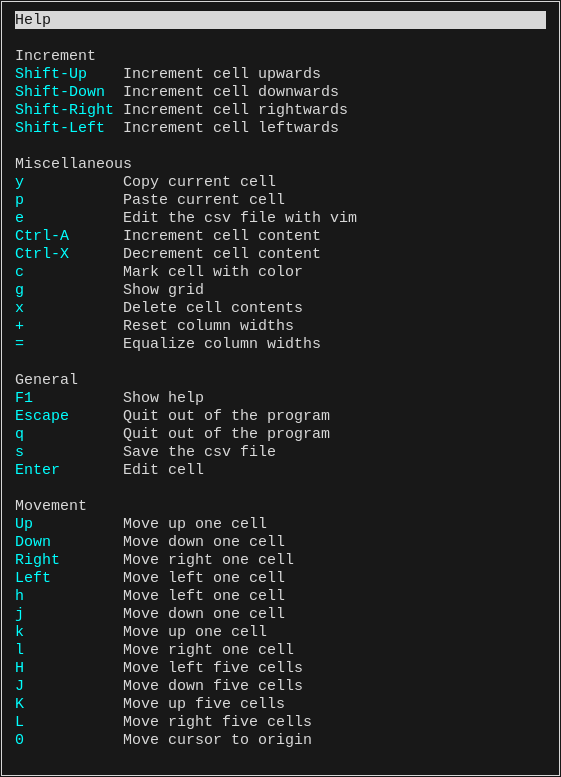 Help
Increment
Shift-Up Increment cell upwards
Shift-Down Increment cell downwards
Shift-Right Increment cell rightwards
Shift-Left Increment cell leftwards
Miscellaneous
y Copy current cell
p Paste current cell
e Edit the csv file with vim
Ctrl-A Increment cell content
Ctrl-X Decrement cell content
c Mark cell with color
g Show grid
x Delete cell contents
+ Reset column widths
= Equalize column widths
General
F1 Show help
Escape Quit out of the program
q Quit out of the program
s Save the csv file
Enter Edit cell
Movement
Up Move up one cell
Down Move down one cell
Right Move right one cell
Left Move left one cell
h Move left one cell
j Move down one cell
k Move up one cell
l Move right one cell
H Move left five cells
J Move down five cells
K Move up five cells
L Move right five cells
0 Move cursor to origin